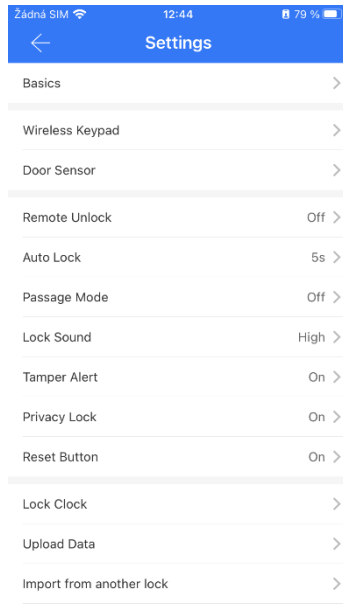 Žádná SIM 12:44 79 %
Settings
Basics
Wireless Keypad
Door Sensor
Remote Unlock Off
Auto Lock 5s
Passage Mode Off
Lock Sound High
Tamper Alert On
Privacy Lock On
Reset Button On
Lock Clock
Upload Data
Import from another lock